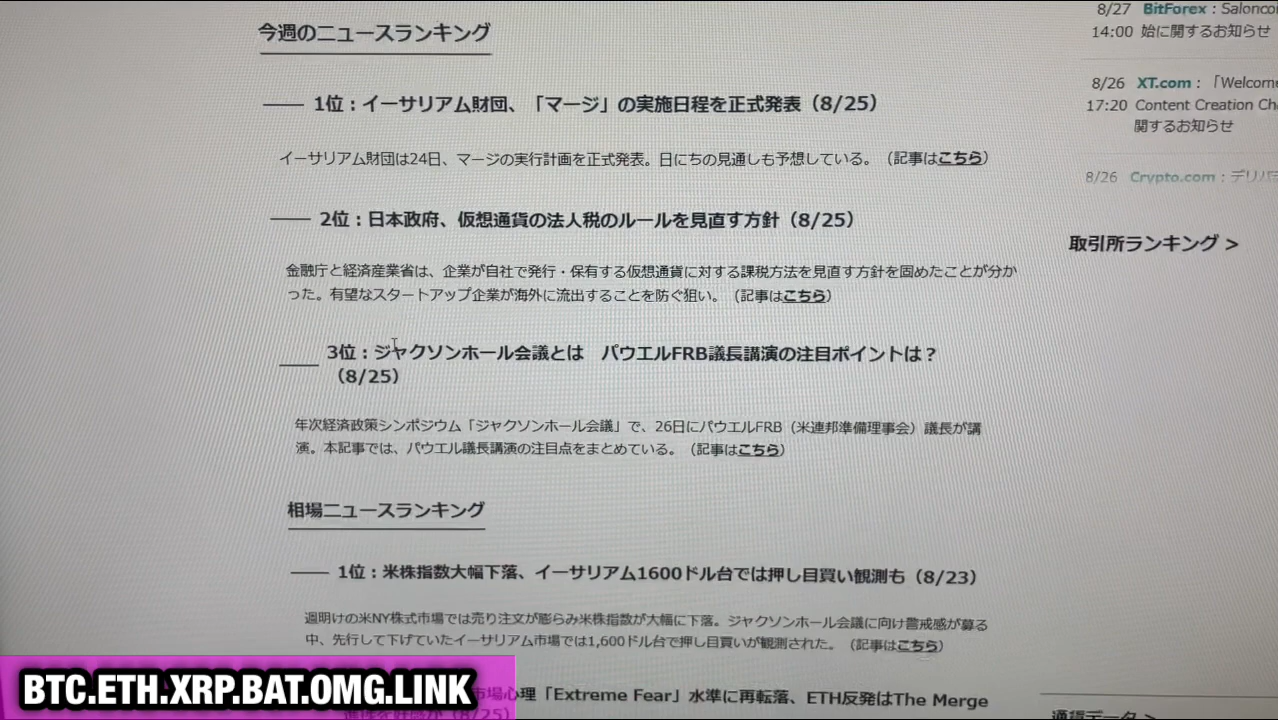 今週のニュースランキング
1位：イーサリアム財団、「マージ」の実施日程を正式発表（8/25）
イーサリアム財団は24日、マージの実行計画を正式発表。日にちの見通しも予想している。（記事はこちら）
2位：日本政府、仮想通貨の法人税のルールを見直す方針（8/25）
金融庁と経済産業省は、企業が自社で発行・保有する仮想通貨に対する課税方法を見直す方針を固めたことが分か
った。有望なスタートアップ企業が海外に流出することを防ぐ狙い。（記事はこちら）
3位：ジャクソンホール会議とは　パウエルFRB議長講演の注目ポイントは？
（8/25）
年次経済政策シンポジウム「ジャクソンホール会議」で、26日にパウエルFRB（米連邦準備理事会）議長が講
演。本記事では、パウエル議長講演の注目点をまとめている。（記事はこちら）
相場ニュースランキング
1位：米株指数大幅下落、イーサリアム1600ドル台では押し目買い観測も（8/23）
週明けの米NY株式市場では売り注文が膨らみ米株指数が大幅に下落。ジャクソンホール会議に向け警戒感が募る
中、先行して下げていたイーサリアム市場では1,600ドル台で押し目買いが観測された。（記事はこちら）
市場心理「Extreme Fear」水準に再転落、ETH反発はThe Merge
（8/25）
8/27 BitForex：Salonco
14:00 始に関するお知らせ
8/26 XT.com：「Welcome
17:20 Content Creation Ch
関するお知らせ
8/26 Crypto.com：デリバ
取引所ランキング >
通貨データ >
BTC.ETH.XRP.BAT.OMG.LINK